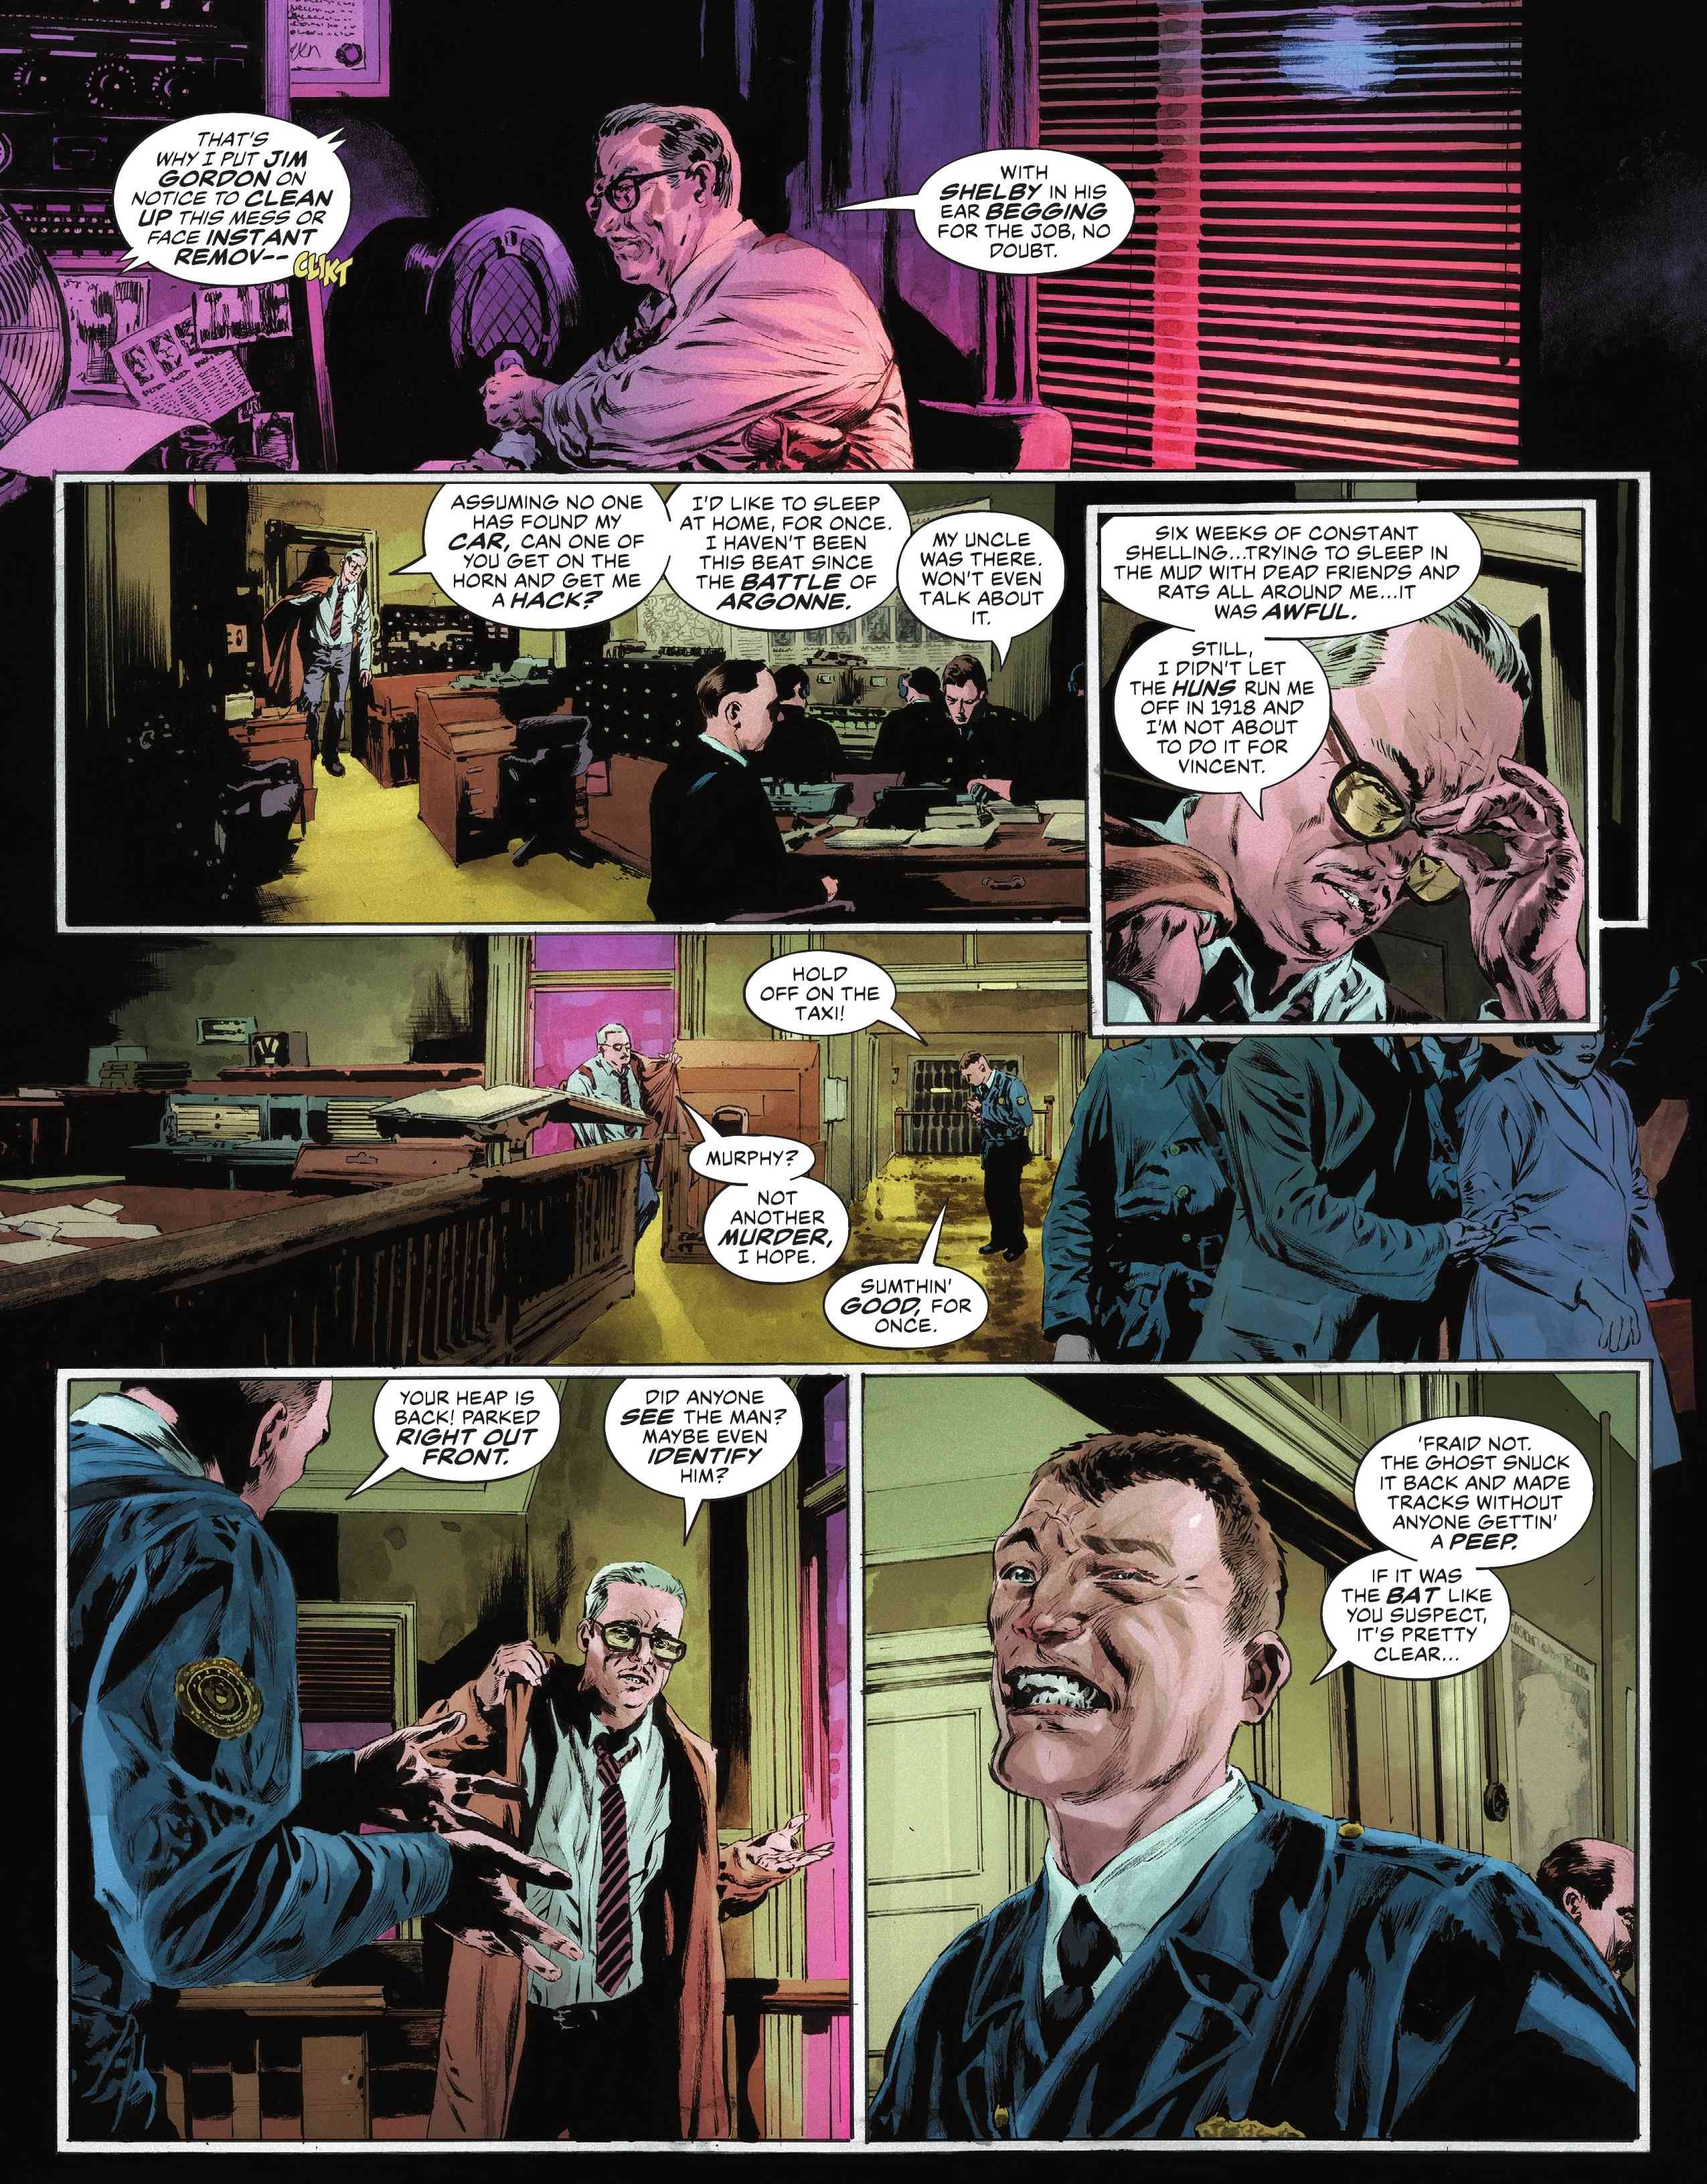 THAT'S
WHY I PUT JIM
GORDON ON
NOTICE TO CLEAN
UP THIS MESS OR
FACE INSTANT
REMOV--
CLIKT
WITH
SHELBY IN HIS
EAR BEGGING
FOR THE JOB, NO
DOUBT.
ASSUMING NO ONE
HAS FOUND MY
CAR, CAN ONE OF
YOU GET ON THE
HORN AND GET ME
A HACK?
I'D LIKE TO SLEEP
AT HOME, FOR ONCE.
I HAVEN'T BEEN
THIS BEAT SINCE
THE BATTLE OF
ARGONNE.
MY UNCLE
WAS THERE.
WON'T EVEN
TALK ABOUT
IT.
SIX WEEKS OF CONSTANT
SHELLING...TRYING TO SLEEP IN
THE MUD WITH DEAD FRIENDS AND
RATS ALL AROUND ME...IT
WAS AWFUL.
STILL,
I DIDN'T LET
THE HUNS RUN ME
OFF IN 1918 AND
I'M NOT ABOUT
TO DO IT FOR
VINCENT.
HOLD
OFF ON THE
TAXI!
MURPHY?
NOT
ANOTHER
MURDER,
I HOPE.
SUMTHIN'
GOOD, FOR
ONCE.
YOUR HEAP IS
BACK! PARKED
RIGHT OUT
FRONT.
DID ANYONE
SEE THE MAN?
MAYBE EVEN
IDENTIFY
HIM?
'FRAID NOT.
THE GHOST SNUCK
IT BACK AND MADE
TRACKS WITHOUT
ANYONE GETTIN'
A PEEP.
IF IT WAS
THE BAT LIKE
YOU SUSPECT,
IT'S PRETTY
CLEAR...